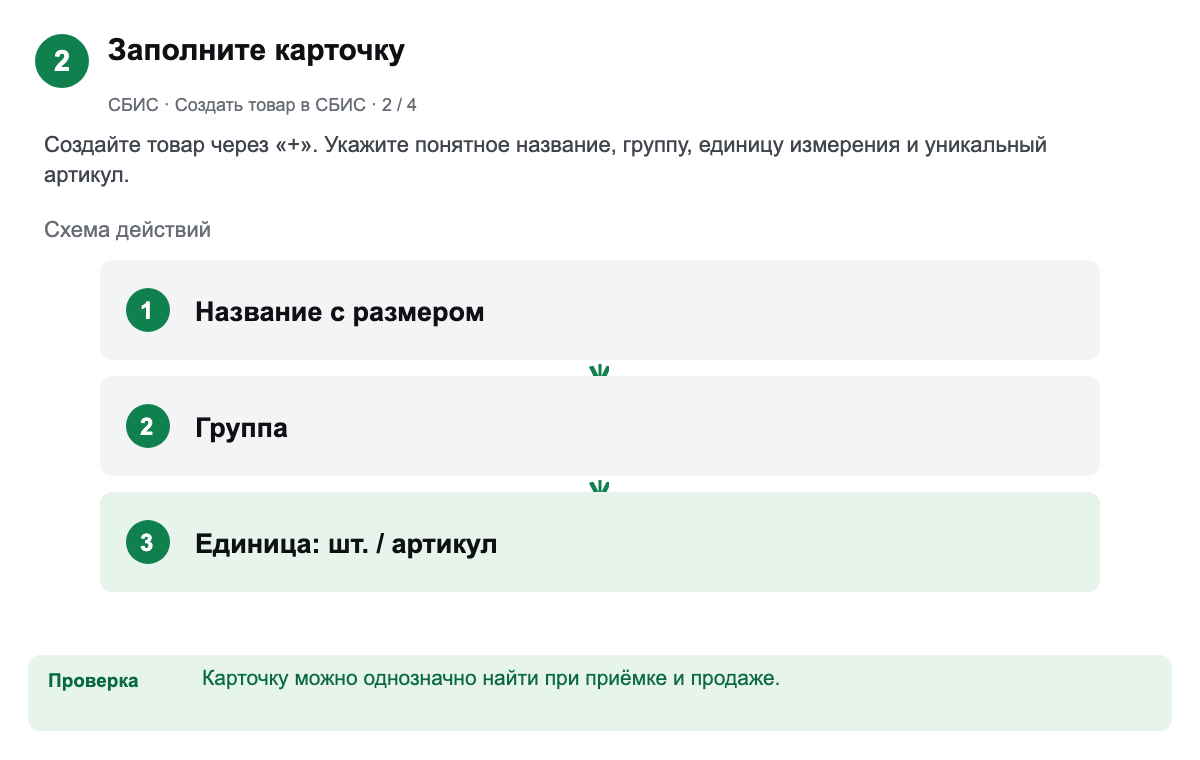 2
Заполните карточку
СБИС · Создать товар в СБИС · 2 / 4
Создайте товар через «+». Укажите понятное название, группу, единицу измерения и уникальный
артикул.
Схема действий
1 Название с размером
2 Группа
3 Единица: шт. / артикул
Проверка Карточку можно однозначно найти при приёмке и продаже.